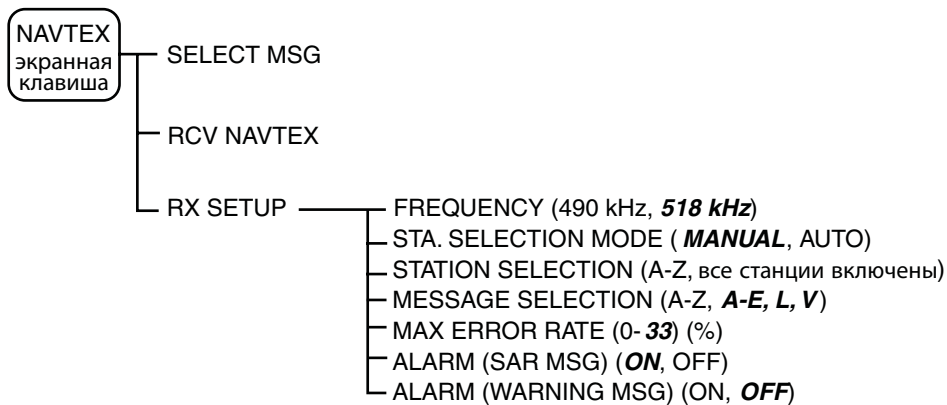 NAVTEX
экранная
клавиша
SELECT MSG
RCV NAVTEX
RX SETUP
FREQUENCY (490 kHz, 518 kHz)
STA. SELECTION MODE ( MANUAL, AUTO)
STATION SELECTION (A-Z, все станции включены)
MESSAGE SELECTION (A-Z, A-E, L, V)
MAX ERROR RATE (0- 33) (%)
ALARM (SAR MSG) (ON, OFF)
ALARM (WARNING MSG) (ON, OFF)